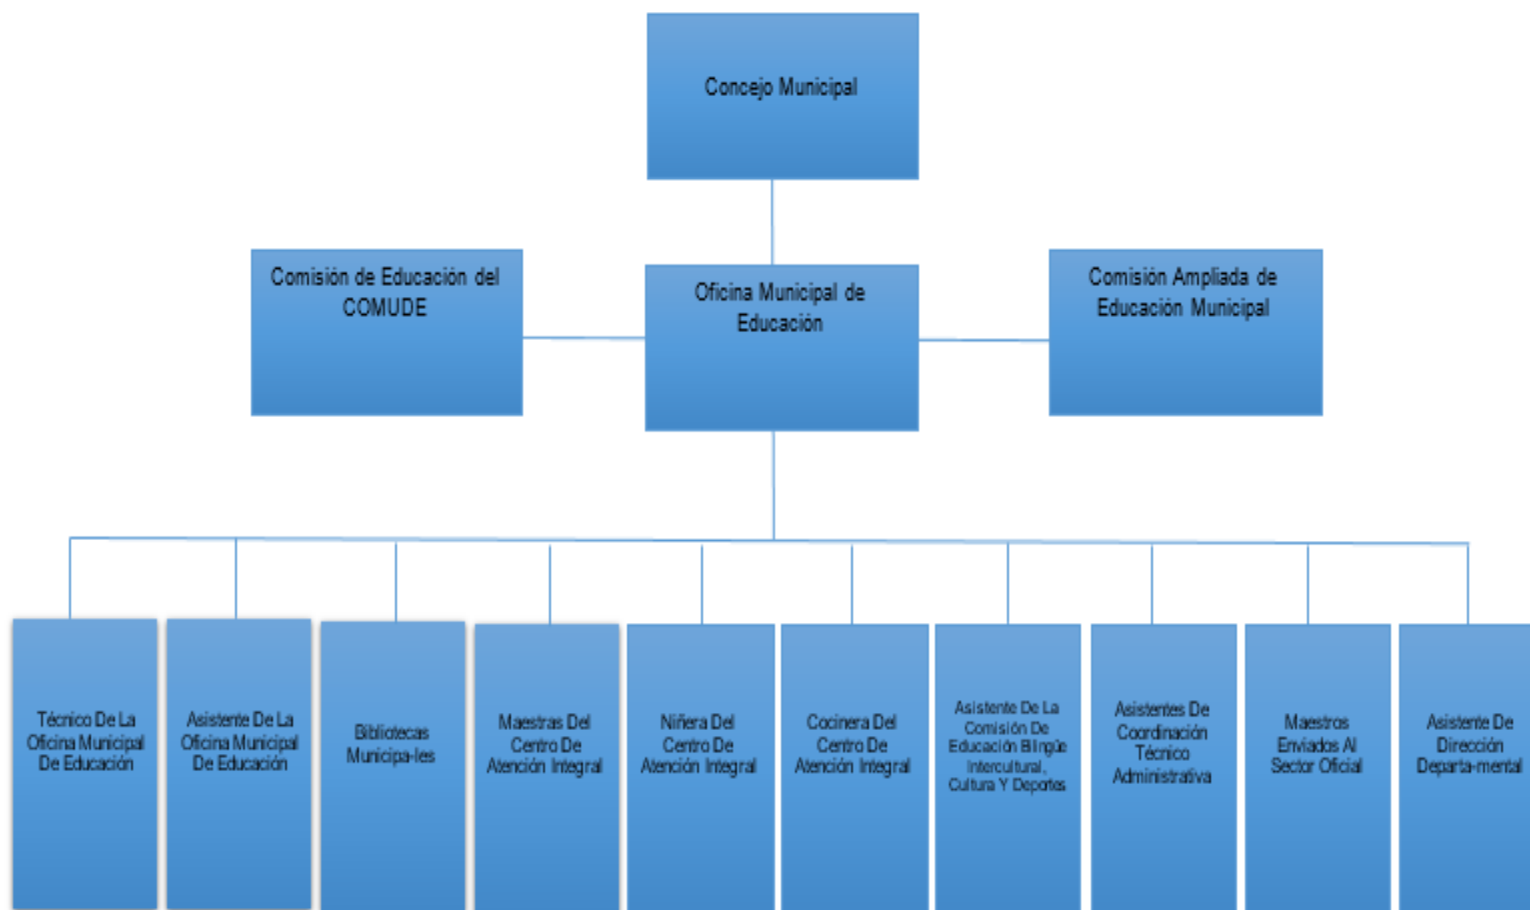 Concejo Municipal
Comisión de Educación del
COMUDE
Oficina Municipal de
Educación
Comisión Ampliada de
Educación Municipal
Técnico De La
Oficina Municipal
De Educación
Asistente De La
Oficina Municipal
De Educación
Bibliotecas
Municipa-les
Maestras Del
Centro De
Atención Integral
Niñera Del
Centro De
Atención Integral
Cocinera Del
Centro De
Atención Integral
Asistente De La
Comisión De
Educación Bilingüe
Intercultural,
Cultura Y Deportes
Asistentes De
Coordinación
Técnico
Administrativa
Maestros
Enviados Al
Sector Oficial
Asistente De
Dirección
Departa-mental